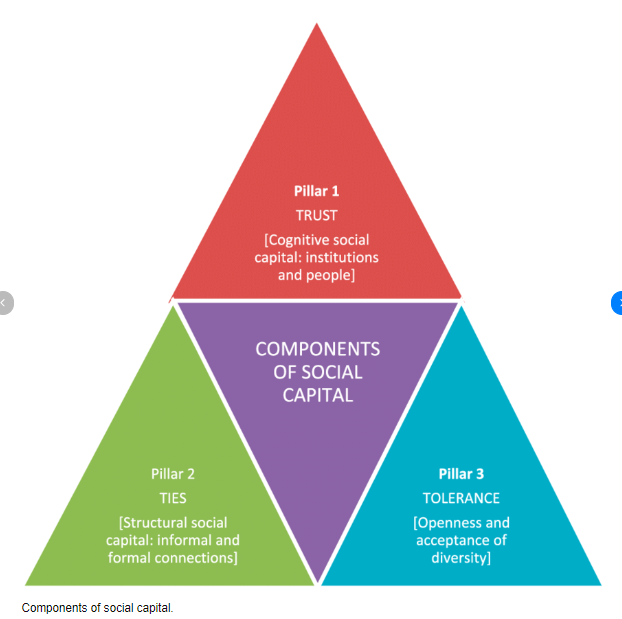 Pillar 1
TRUST
[Cognitive social
capital: institutions
and people]
COMPONENTS
OF SOCIAL
CAPITAL
Pillar 2
TIES
[Structural social
capital: informal and
formal connections]
Pillar 3
TOLERANCE
[Openness and
acceptance of
diversity]
Components of social capital.